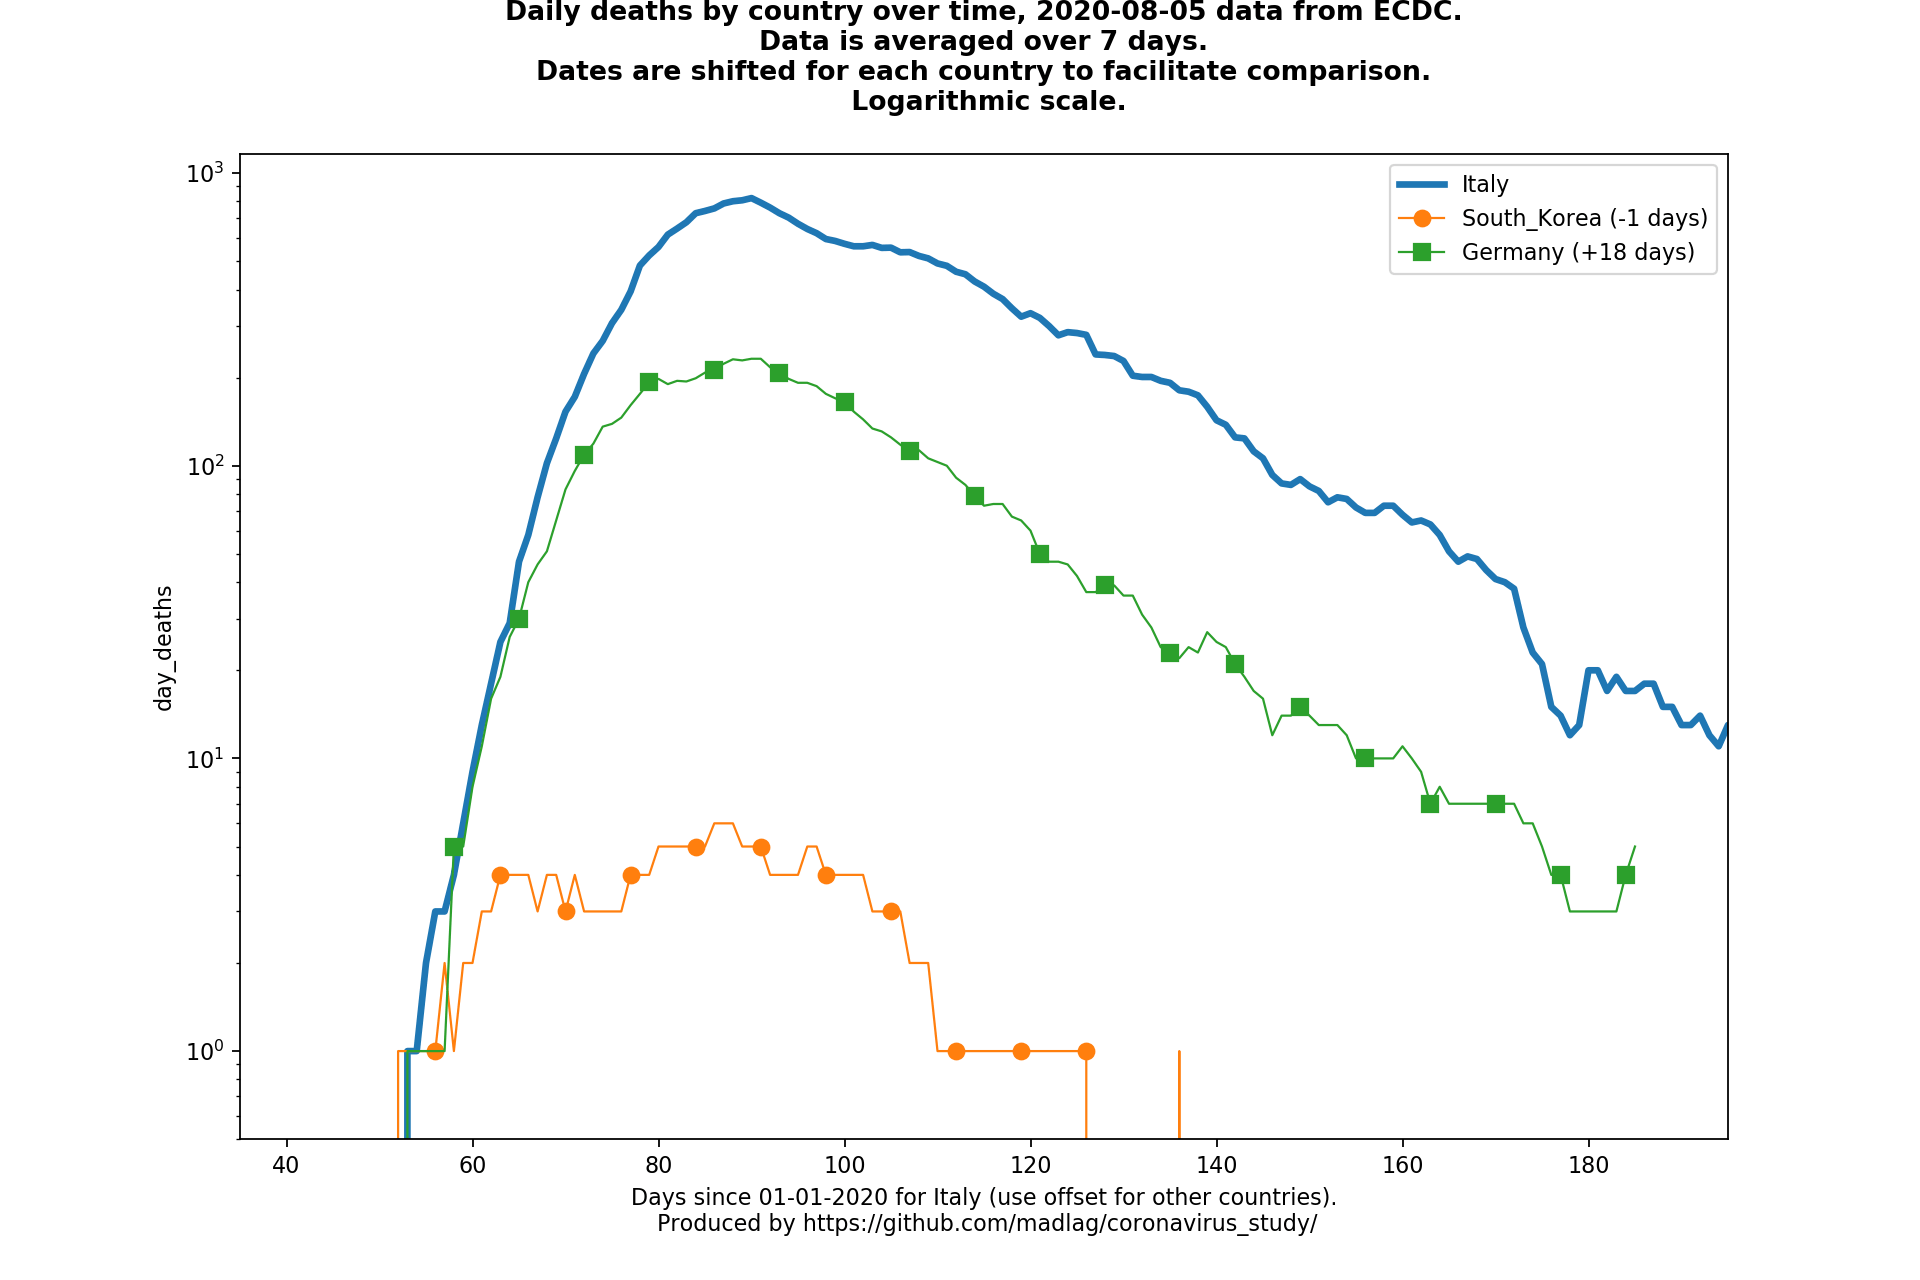 Daily deaths by country over time, 2020-08-05 data from ECDC.
Data is averaged over 7 days.
Dates are shifted for each country to facilitate comparison.
Logarithmic scale.
10³
10²
10¹
10⁰
day_deaths
Italy
South_Korea (-1 days)
Germany (+18 days)
40 60 80 100 120 140 160 180
Days since 01-01-2020 for Italy (use offset for other countries).
Produced by https://github.com/madlag/coronavirus_study/